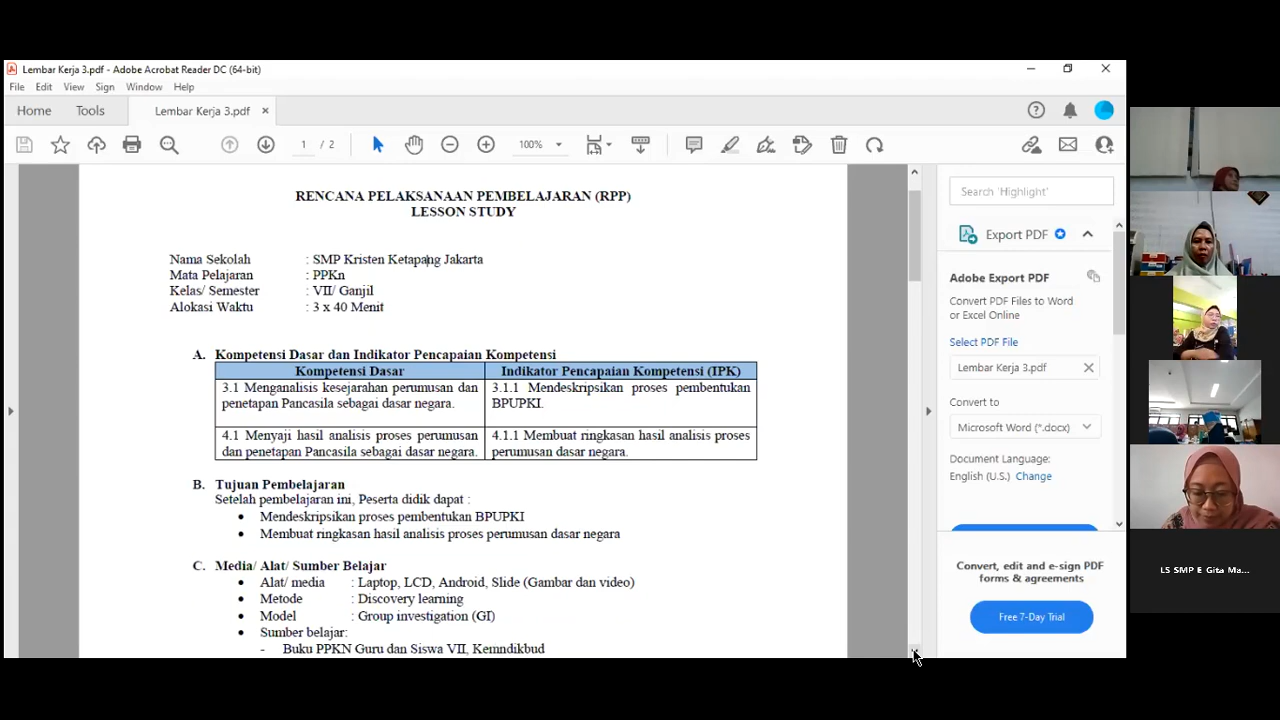 Lembar Kerja 3.pdf - Adobe Acrobat Reader DC (64-bit)
File Edit View Sign Window Help
Home Tools Lembar Kerja 3.pdf ×
1 / 2 100%
RENCANA PELAKSANAAN PEMBELAJARAN (RPP)
LESSON STUDY
Nama Sekolah : SMP Kristen Ketapang Jakarta
Mata Pelajaran : PPKn
Kelas/ Semester : VII/ Ganjil
Alokasi Waktu : 3 x 40 Menit
A. Kompetensi Dasar dan Indikator Pencapaian Kompetensi
Kompetensi Dasar Indikator Pencapaian Kompetensi (IPK)
3.1 Menganalisis kesejarahan perumusan dan 3.1.1 Mendeskripsikan proses pembentukan
penetapan Pancasila sebagai dasar negara. BPUPKI.
4.1 Menyaji hasil analisis proses perumusan 4.1.1 Membuat ringkasan hasil analisis proses
dan penetapan Pancasila sebagai dasar negara. perumusan dasar negara.
B. Tujuan Pembelajaran
Setelah pembelajaran ini, Peserta didik dapat :
• Mendeskripsikan proses pembentukan BPUPKI
• Membuat ringkasan hasil analisis proses perumusan dasar negara
C. Media/ Alat/ Sumber Belajar
• Alat/ media : Laptop, LCD, Android, Slide (Gambar dan video)
• Metode : Discovery learning
• Model : Group investigation (GI)
• Sumber belajar:
- Buku PPKN Guru dan Siswa VII, Kemndikbud
Search 'Highlight'
Export PDF
Adobe Export PDF
Convert PDF Files to Word
or Excel Online
Select PDF File
Lembar Kerja 3.pdf
Convert to
Microsoft Word (*.docx)
Document Language:
English (U.S.) Change
Convert, edit and e-sign PDF
forms & agreements
Free 7-Day Trial
LS SMP E Gita Ma...